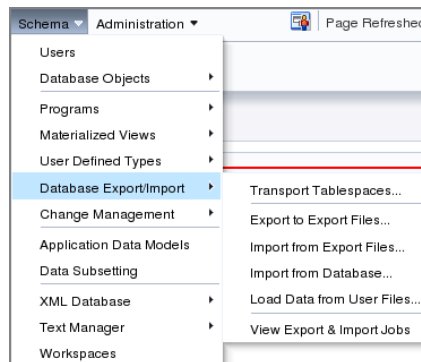 Schema Administration Page Refreshed
Users
Database Objects
Programs
Materialized Views
User Defined Types
Database Export/Import
Change Management
Application Data Models
Data Subsetting
XML Database
Text Manager
Workspaces
Transport Tablespaces...
Export to Export Files...
Import from Export Files...
Import from Database...
Load Data from User Files...
View Export & Import Jobs